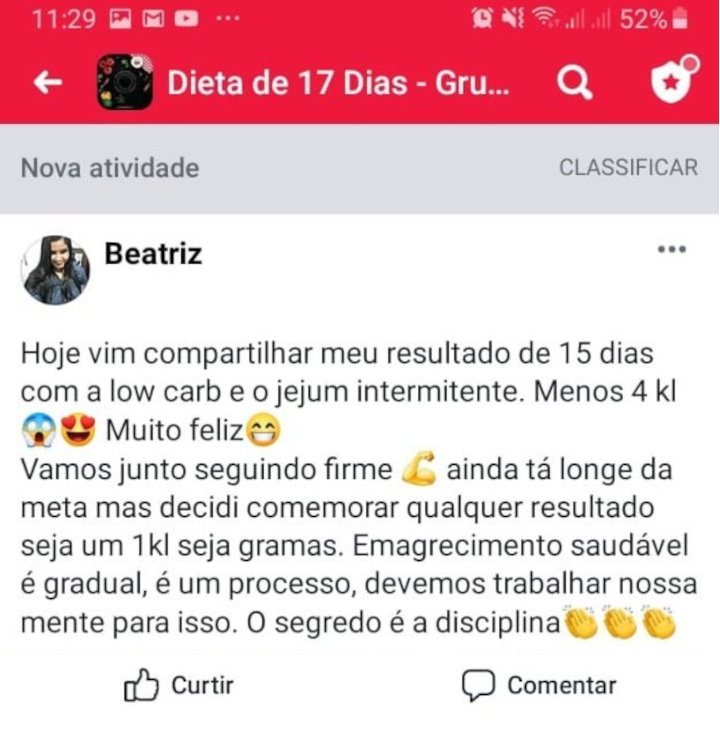 11:29 ... 52%
Dieta de 17 Dias - Gru...
Nova atividade CLASSIFICAR
Beatriz
Hoje vim compartilhar meu resultado de 15 dias
com a low carb e o jejum intermitente. Menos 4 kl
😱😍 Muito feliz😁
Vamos junto seguindo firme 💪 ainda tá longe da
meta mas decidi comemorar qualquer resultado
seja um 1kl seja gramas. Emagrecimento saudável
é gradual, é um processo, devemos trabalhar nossa
mente para isso. O segredo é a disciplina👏👏👏
Curtir Comentar